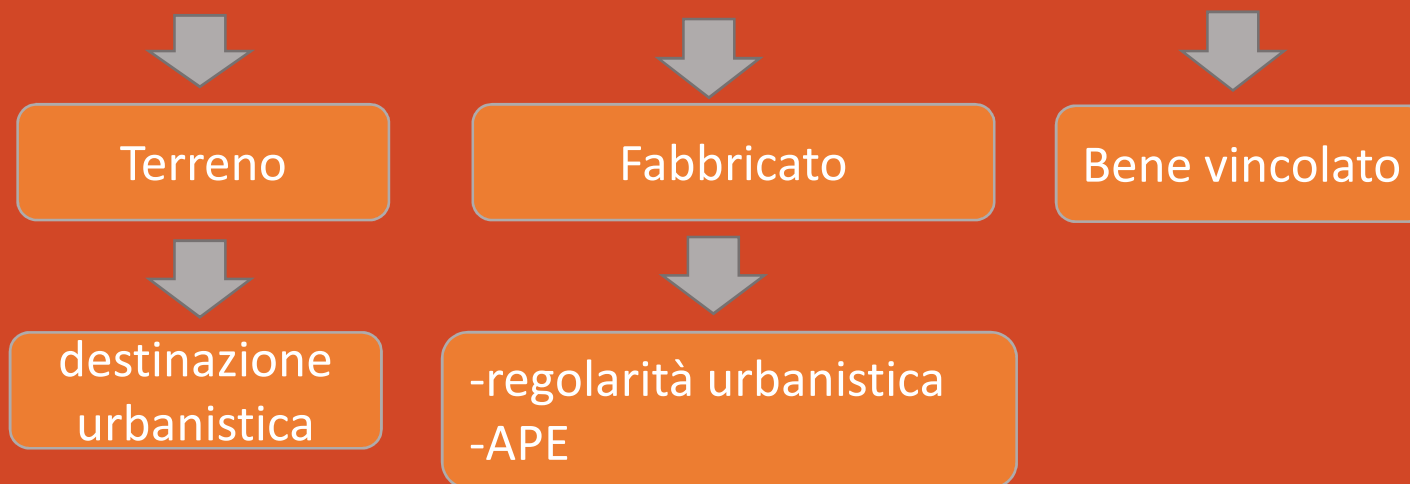 Terreno
Fabbricato
Bene vincolato
destinazione
urbanistica
-regolarità urbanistica
-APE